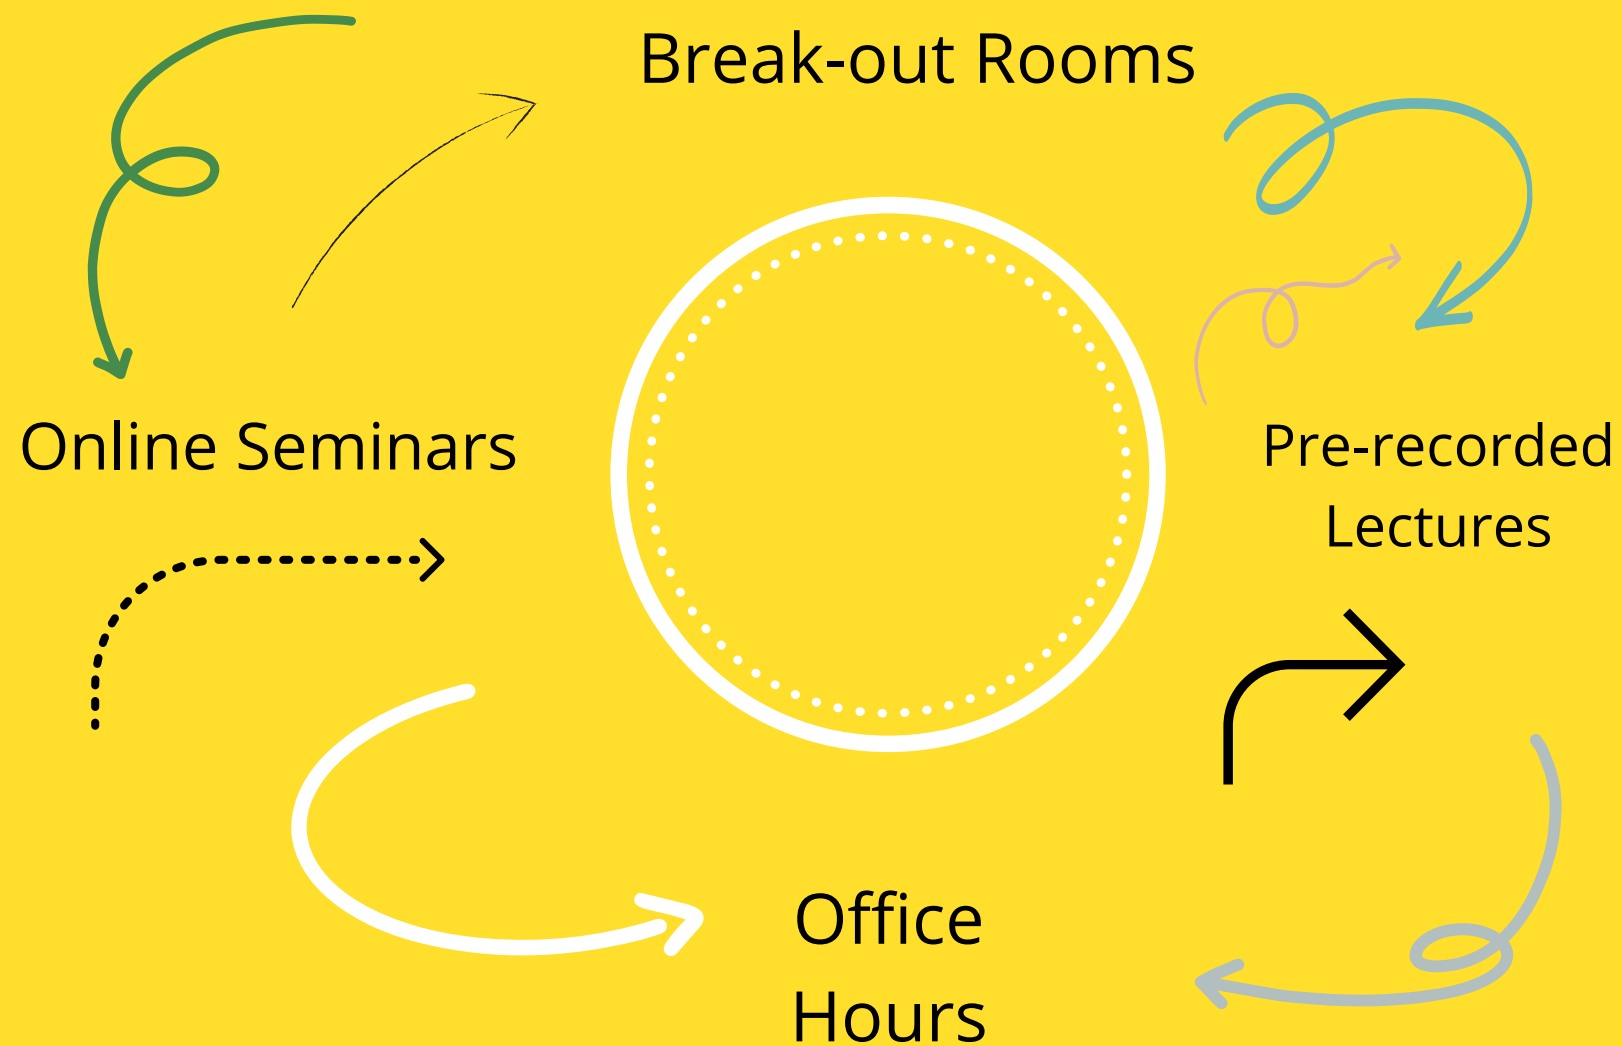 Break-out Rooms
Online Seminars
Pre-recorded
Lectures
Office
Hours